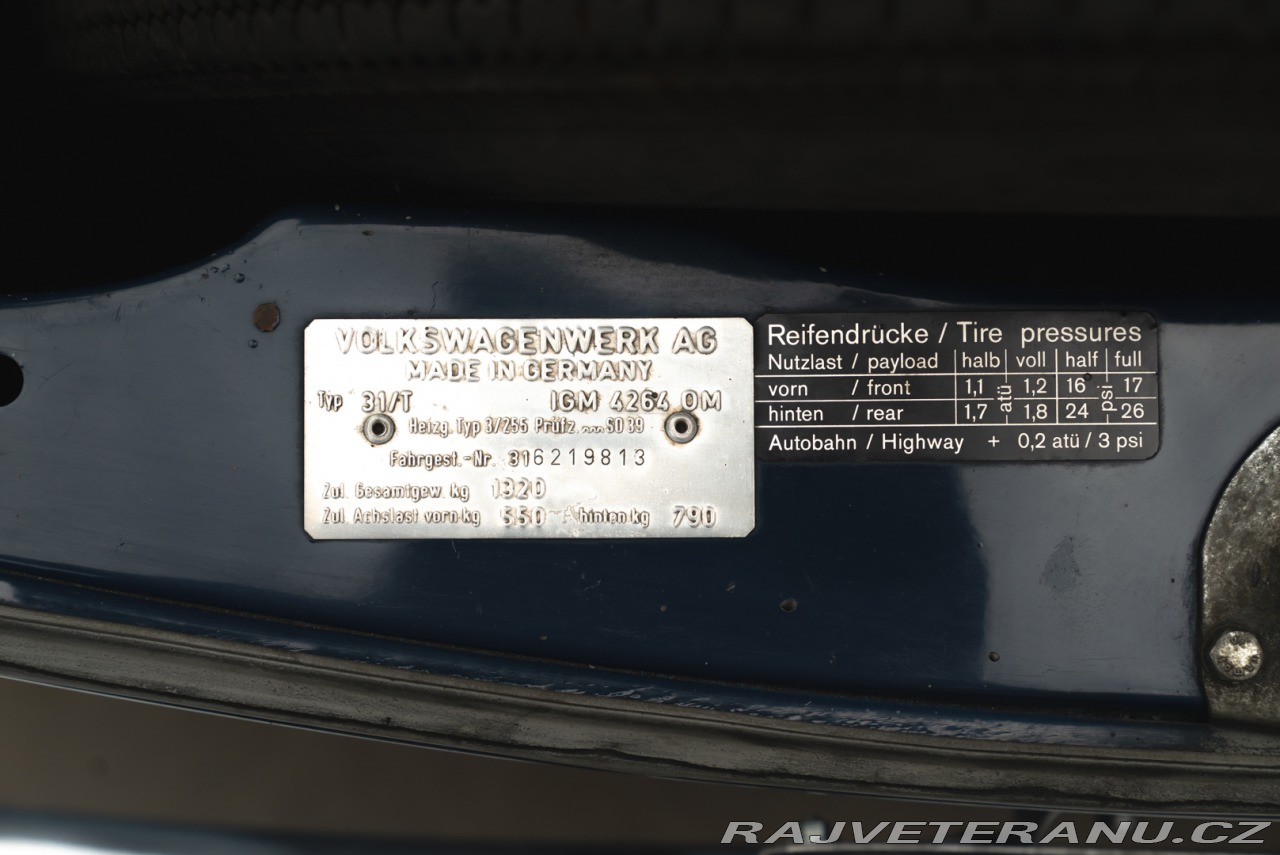 VOLKSWAGENWERK AG
MADE IN GERMANY
Typ 31/T IGM 4264 OM
Heizg. Typ 3/255 Prüfz. ~~~ SO 39
Fahrgest.-Nr. 316219813
Zul. Gesamtgew. kg 1320
Zul. Achslast vorn kg 550 hinten kg 790
Reifendrücke / Tire pressures
Nutzlast / payload halb voll half full
vorn / front 1,1 atü 1,2 16 psi 17
hinten / rear 1,7 1,8 24 26
Autobahn / Highway + 0,2 atü / 3 psi
RAJVETERANU.CZ